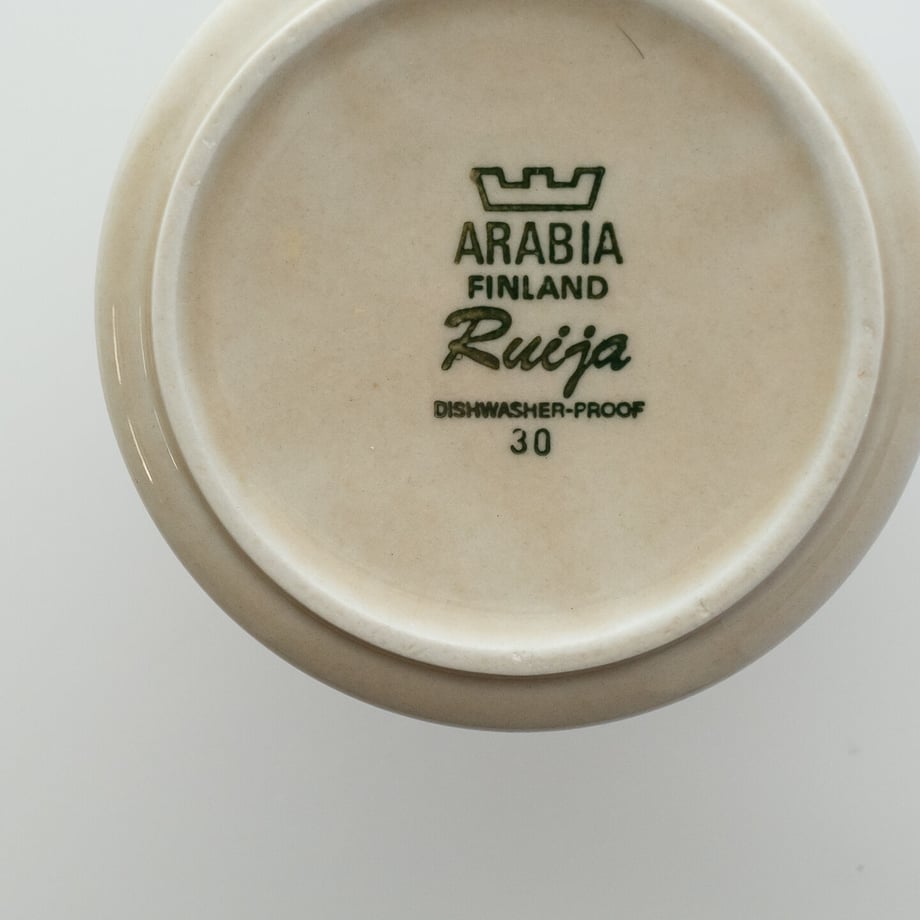 ARABIA
FINLAND
Ruija
DISHWASHER-PROOF
30